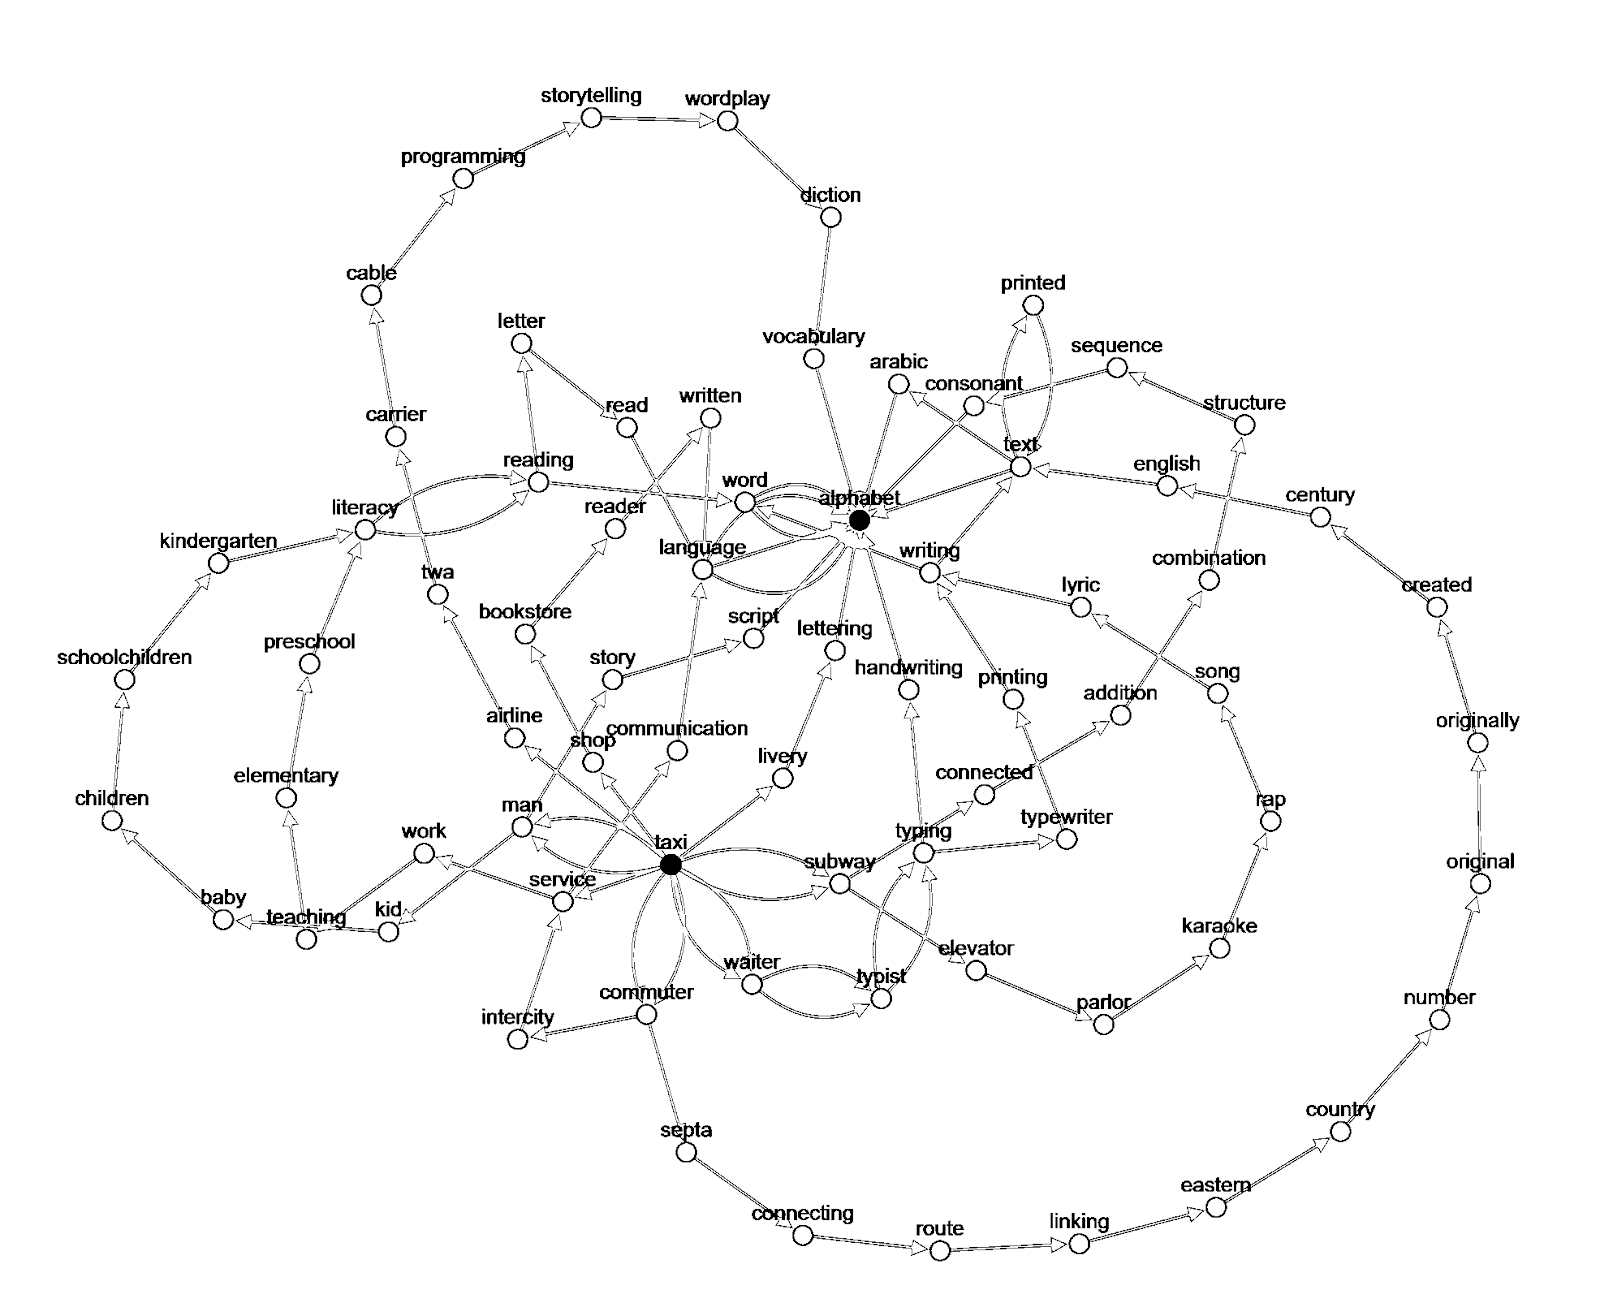 storytelling
wordplay
programming
diction
cable
printed
letter
vocabulary
sequence
arabic
consonant
written
structure
read
carrier
text
reading
english
word
century
alphabet
reader
literacy
kindergarten
language
writing
combination
twa
lyric
created
bookstore
script
lettering
preschool
schoolchildren
story
handwriting
song
printing
addition
airline
originally
communication
shop
livery
connected
elementary
children
rap
man
typewriter
work
typing
taxi
subway
original
service
baby
kid
teaching
karaoke
elevator
waiter
typist
commuter
number
parlor
intercity
country
septa
eastern
connecting
linking
route